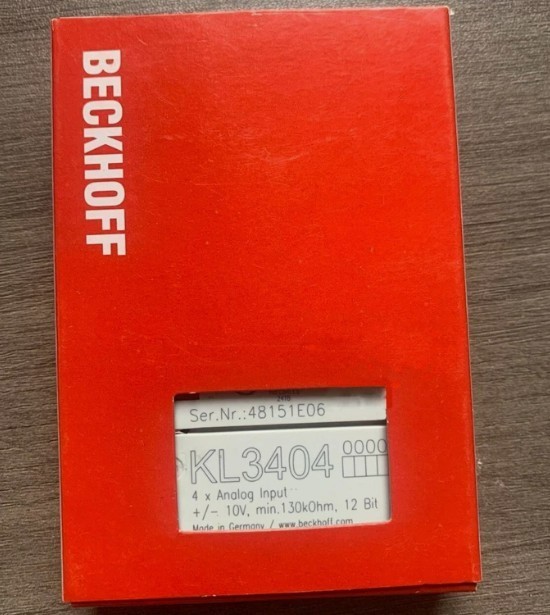 BECKHOFF
Ser.Nr.:48151E06
KL3404
0000
4 x Analog Input
+/- 10V, min.130kOhm, 12 Bit
Made in Germany / www.beckhoff.com